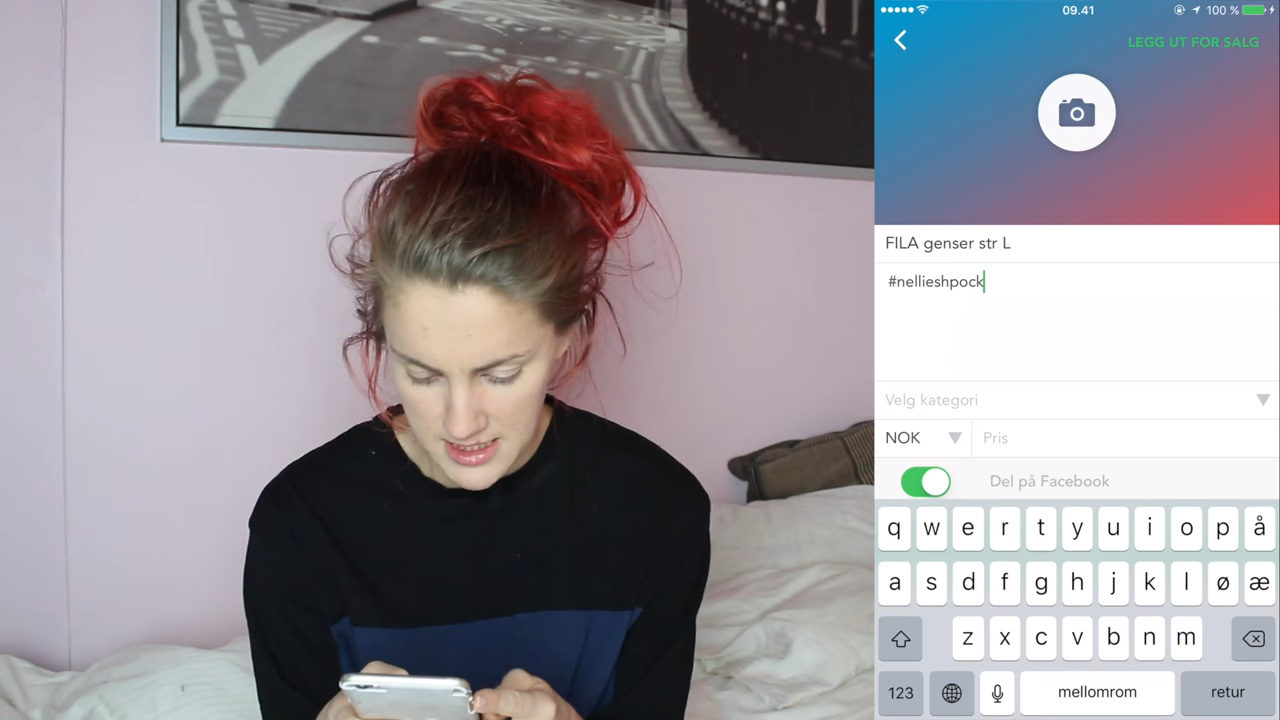 09.41
100 %
LEGG UT FOR SALG
FILA genser str L
#nellieshpock
Velg kategori
NOK
Pris
Del på Facebook
q w e r t y u i o p å
a s d f g h j k l ø æ
z x c v b n m
123
mellomrom
retur